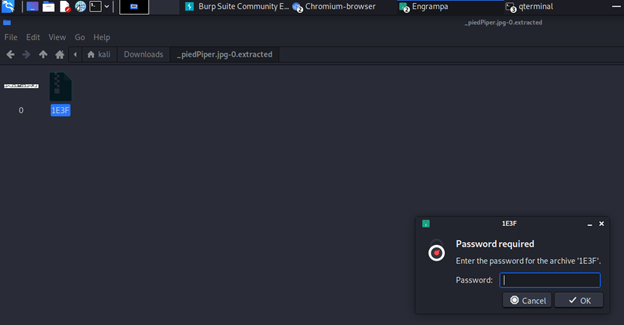 Burp Suite Community E...
Chromium-browser
Engrampa
qterminal
_piedPiper.jpg-0.extracted
File Edit View Go Help
kali Downloads _piedPiper.jpg-0.extracted
0 1E3F
1E3F
Password required
Enter the password for the archive '1E3F'.
Password:
Cancel OK